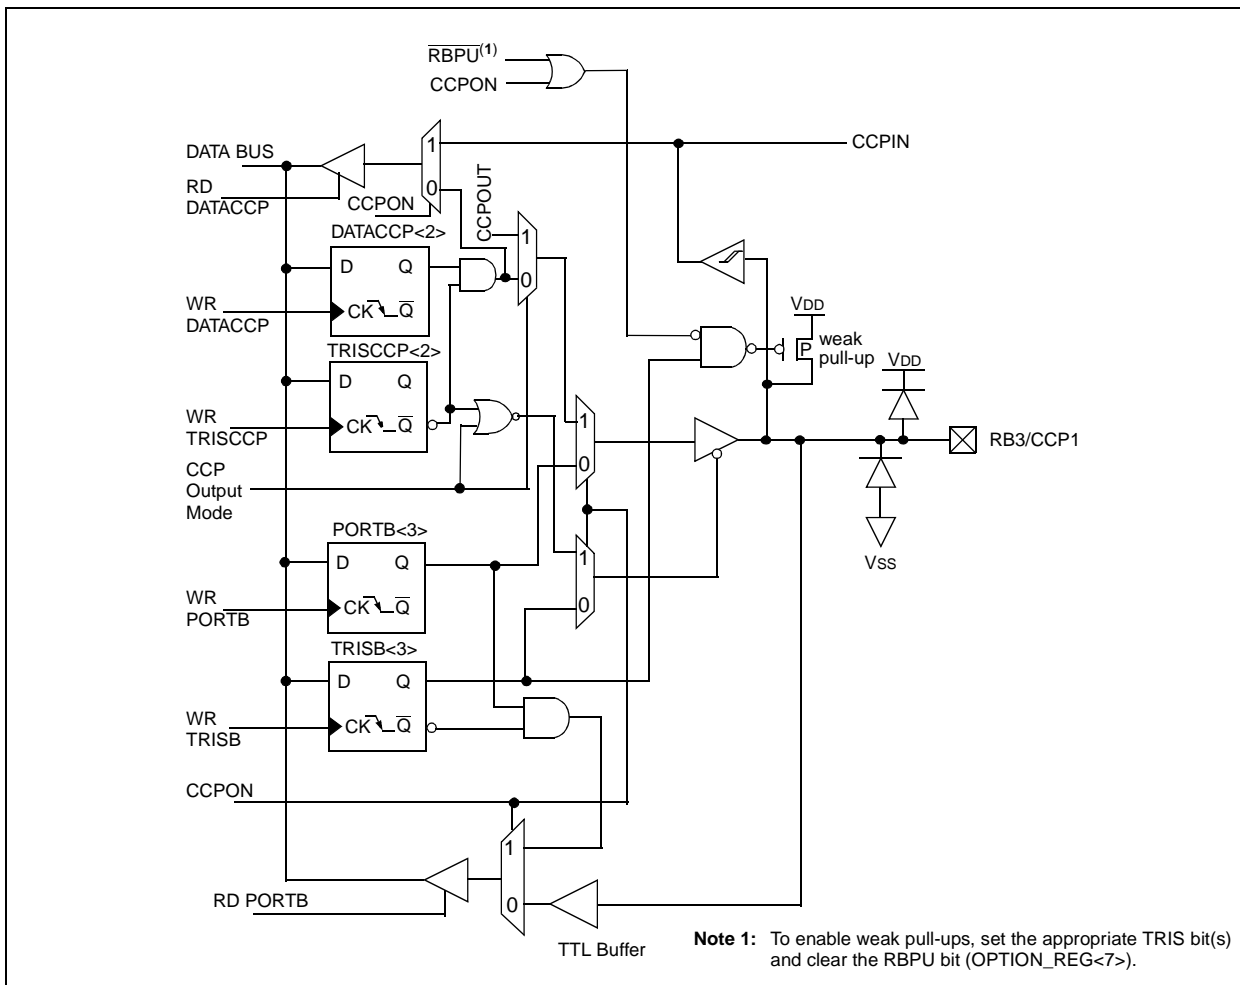 RBPU(1)
CCPON
DATA BUS
1
CCPIN
RD
DATACCP
0
CCPON
CCPOUT
DATACCP<2>
1
D
Q
0
WR
DATACCP
CK
Q
VDD
P
weak
pull-up
TRISCCP<2>
D
Q
VDD
WR
TRISCCP
CK
Q
1
RB3/CCP1
0
CCP
Output
Mode
PORTB<3>
D
Q
1
VSS
WR
PORTB
CK
Q
0
TRISB<3>
D
Q
WR
TRISB
CK
Q
CCPON
1
RD PORTB
0
TTL Buffer
Note 1: To enable weak pull-ups, set the appropriate TRIS bit(s)
and clear the RBPU bit (OPTION_REG<7>).